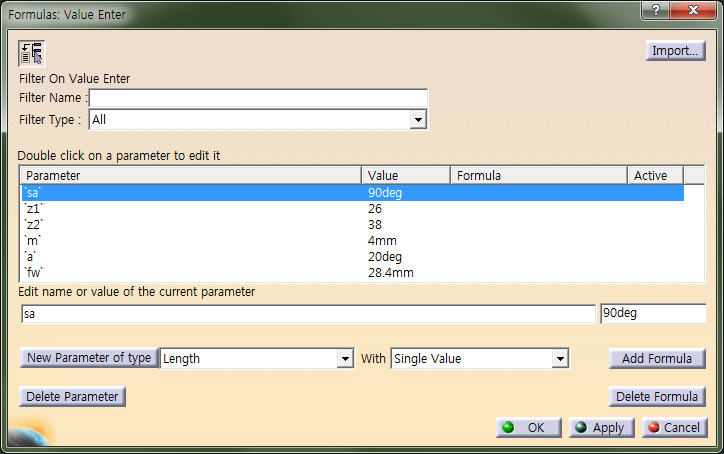 Formulas: Value Enter
Import...
Filter On Value Enter
Filter Name :
Filter Type : All
Double click on a parameter to edit it
Parameter Value Formula Active
`sa` 90deg
`z1` 26
`z2` 38
`m` 4mm
`a` 20deg
`fw` 28.4mm
Edit name or value of the current parameter
sa 90deg
New Parameter of type Length With Single Value Add Formula
Delete Parameter Delete Formula
OK Apply Cancel